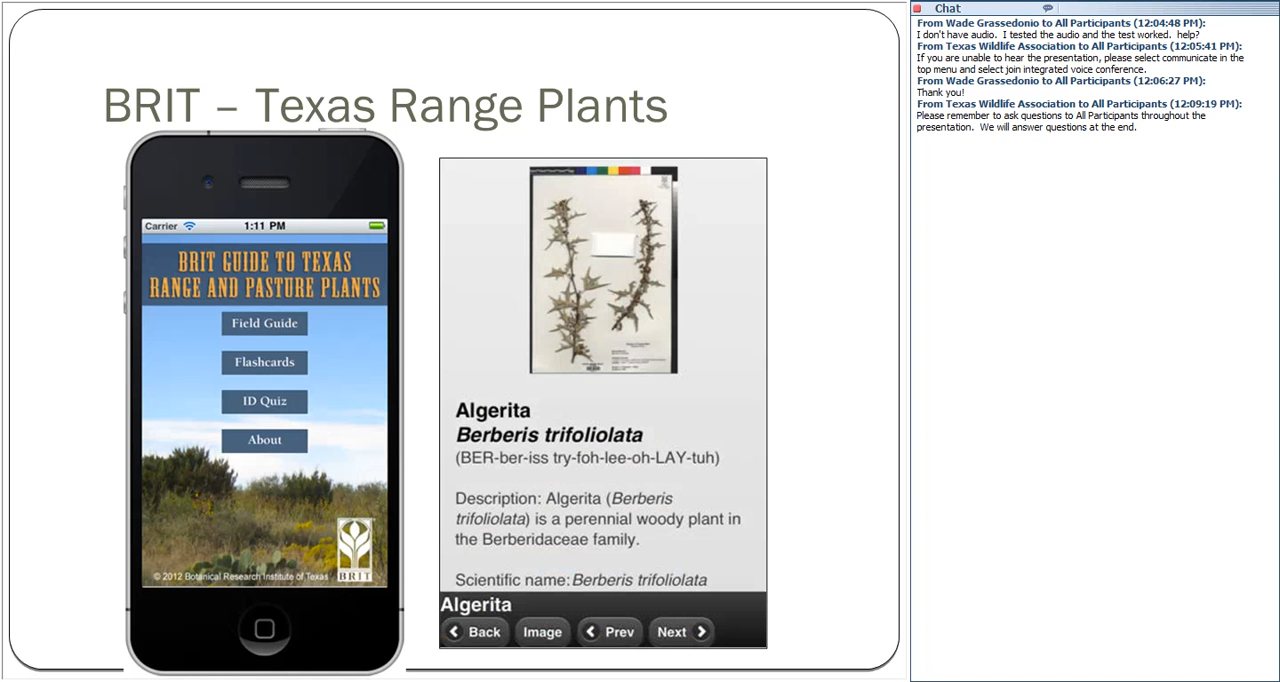 BRIT – Texas Range Plants
Carrier 1:11 PM
BRIT GUIDE TO TEXAS
RANGE AND PASTURE PLANTS
Field Guide
Flashcards
ID Quiz
About
BRIT
© 2012 Botanical Research Institute of Texas
Algerita
Berberis trifoliolata
(BER-ber-iss try-foh-lee-oh-LAY-tuh)
Description: Algerita (Berberis
trifoliolata) is a perennial woody plant in
the Berberidaceae family.
Scientific name: Berberis trifoliolata
Algerita
Back Image Prev Next
Chat
From Wade Grassedonio to All Participants (12:04:48 PM):
I don't have audio. I tested the audio and the test worked. help?
From Texas Wildlife Association to All Participants (12:05:41 PM):
If you are unable to hear the presentation, please select communicate in the
top menu and select join integrated voice conference.
From Wade Grassedonio to All Participants (12:06:27 PM):
Thank you!
From Texas Wildlife Association to All Participants (12:09:19 PM):
Please remember to ask questions to All Participants throughout the
presentation. We will answer questions at the end.